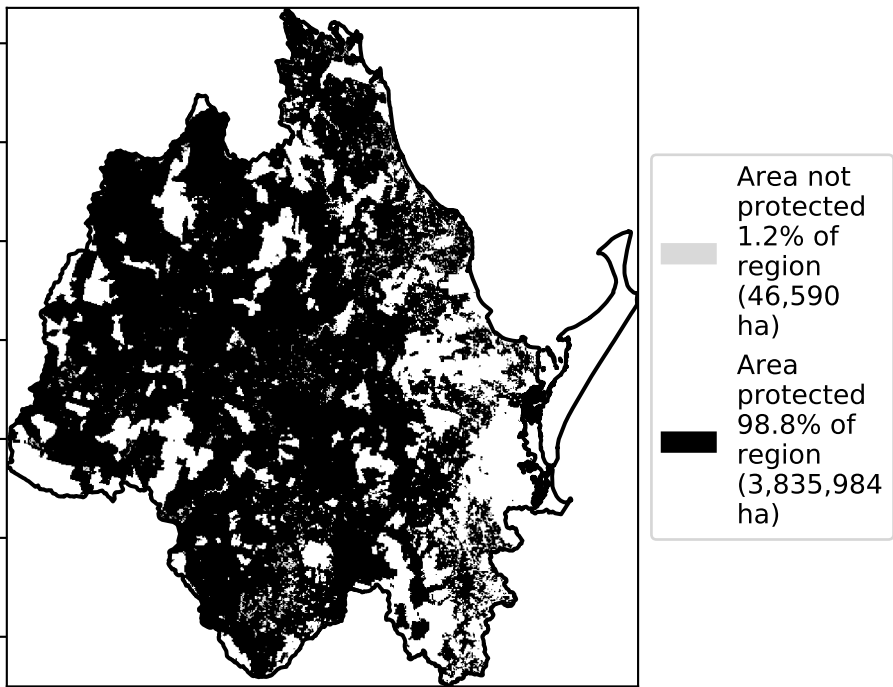 Area not
protected
1.2% of
region
(46,590
ha)
Area
protected
98.8% of
region
(3,835,984
ha)